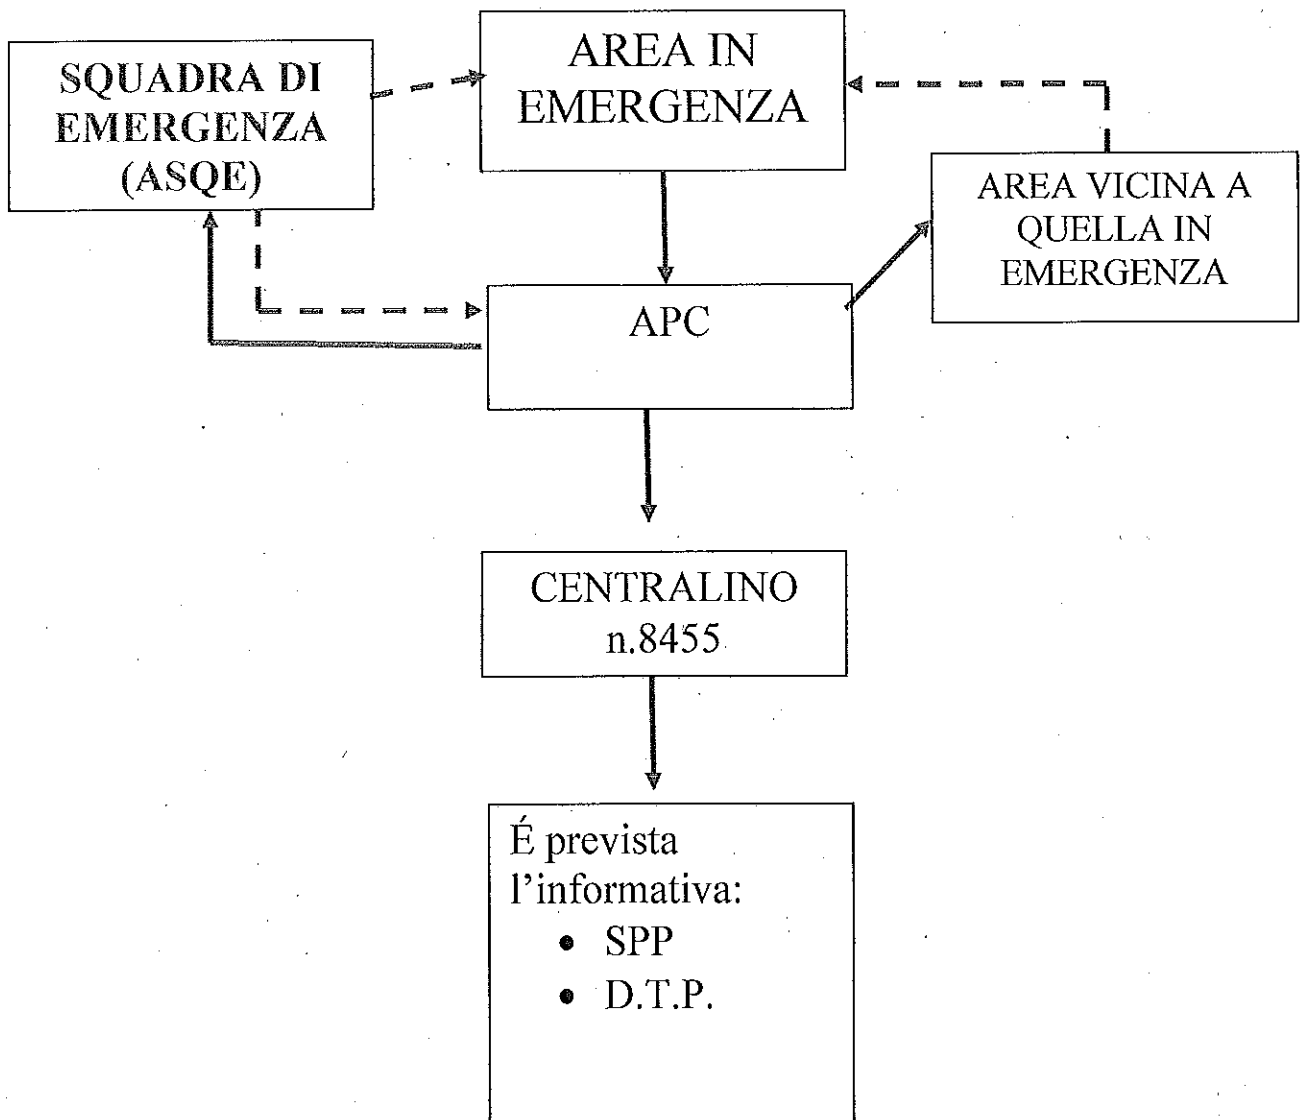 SQUADRA DI
EMERGENZA
(ASQE)
AREA IN
EMERGENZA
AREA VICINA A
QUELLA IN
EMERGENZA
APC
CENTRALINO
n.8455
É prevista
l’informativa:
• SPP
• D.T.P.